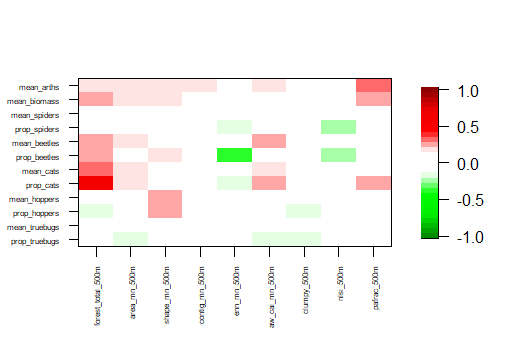 mean_arths
mean_biomass
mean_spiders
prop_spiders
mean_beetles
prop_beetles
mean_cats
prop_cats
mean_hoppers
prop_hoppers
mean_truebugs
prop_truebugs
forest_total_500m
area_mn_500m
shape_mn_500m
contig_mn_500m
enn_mn_500m
aw_cai_mn_500m
clumpy_500m
nlsi_500m
pafrac_500m
1.0
0.5
0.0
-0.5
-1.0